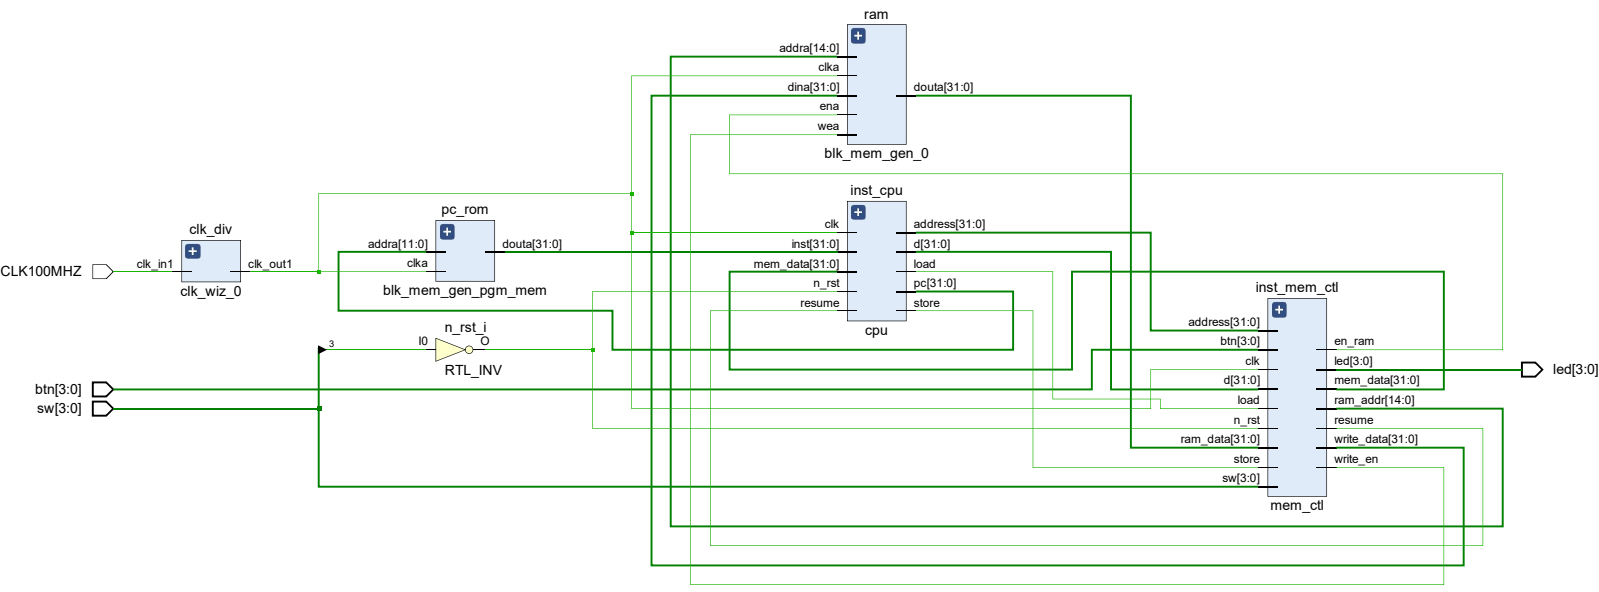 ram
addra[14:0]
clka
dina[31:0]
ena
wea
douta[31:0]
blk_mem_gen_0
CLK100MHZ
clk_div
clk_in1
clk_out1
clk_wiz_0
pc_rom
addra[11:0]
clka
douta[31:0]
blk_mem_gen_pgm_mem
inst_cpu
clk
inst[31:0]
mem_data[31:0]
n_rst
resume
address[31:0]
d[31:0]
load
pc[31:0]
store
cpu
3
n_rst_i
I0
O
RTL_INV
btn[3:0]
sw[3:0]
inst_mem_ctl
address[31:0]
btn[3:0]
clk
d[31:0]
load
n_rst
ram_data[31:0]
store
sw[3:0]
en_ram
led[3:0]
mem_data[31:0]
ram_addr[14:0]
resume
write_data[31:0]
write_en
mem_ctl
led[3:0]